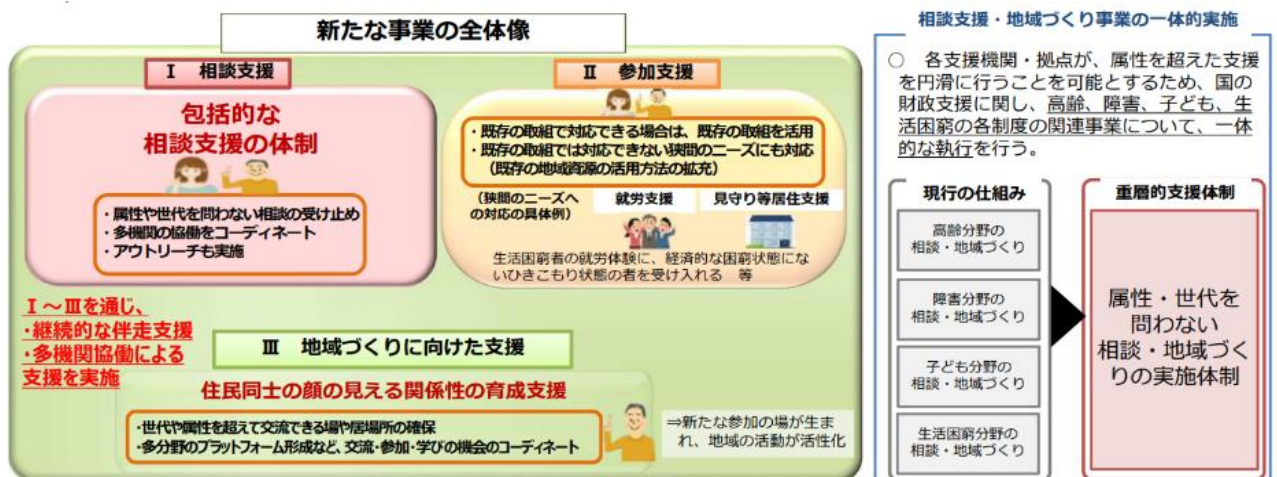 新たな事業の全体像
Ⅰ　相談支援
包括的な
相談支援の体制
・属性や世代を問わない相談の受け止め
・多機関の協働をコーディネート
・アウトリーチも実施
Ⅱ　参加支援
・既存の取組で対応できる場合は、既存の取組を活用
・既存の取組では対応できない狭間のニーズにも対応
（既存の地域資源の活用方法の拡充）
（狭間のニーズへ
の対応の具体例）
就労支援
見守り等居住支援
生活困窮者の就労体験に、経済的な困窮状態にな
いひきこもり状態の者を受け入れる　等
Ⅰ～Ⅲを通じ、
・継続的な伴走支援
・多機関協働による
支援を実施
Ⅲ　地域づくりに向けた支援
住民同士の顔の見える関係性の育成支援
・世代や属性を超えて交流できる場や居場所の確保
・多分野のプラットフォーム形成など、交流・参加・学びの機会のコーディネート
⇒新たな参加の場が生ま
れ、地域の活動が活性化
相談支援・地域づくり事業の一体的実施
○　各支援機関・拠点が、属性を超えた支援
を円滑に行うことを可能とするため、国の
財政支援に関し、高齢、障害、子ども、生
活困窮の各制度の関連事業について、一体
的な執行を行う。
現行の仕組み
高齢分野の
相談・地域づくり
障害分野の
相談・地域づくり
子ども分野の
相談・地域づくり
生活困窮分野の
相談・地域づくり
重層的支援体制
属性・世代を
問わない
相談・地域づく
りの実施体制